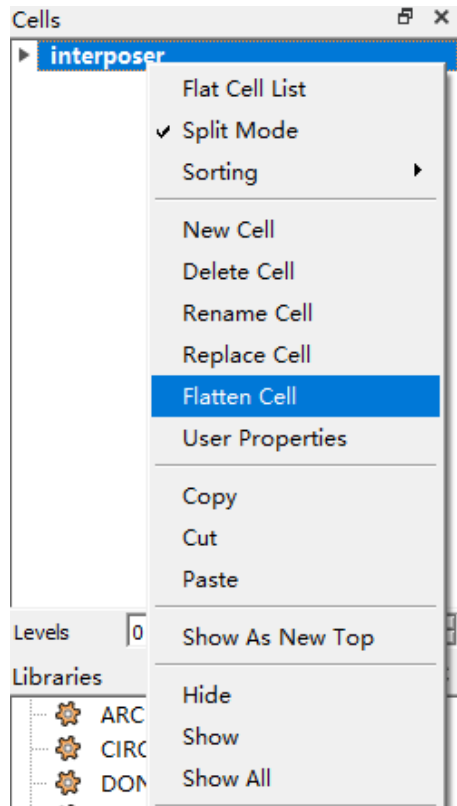 Cells
interposer
Flat Cell List
Split Mode
Sorting
New Cell
Delete Cell
Rename Cell
Replace Cell
Flatten Cell
User Properties
Copy
Cut
Paste
Levels 0
Show As New Top
Libraries
Hide
ARC
Show
CIRC
Show All
DON